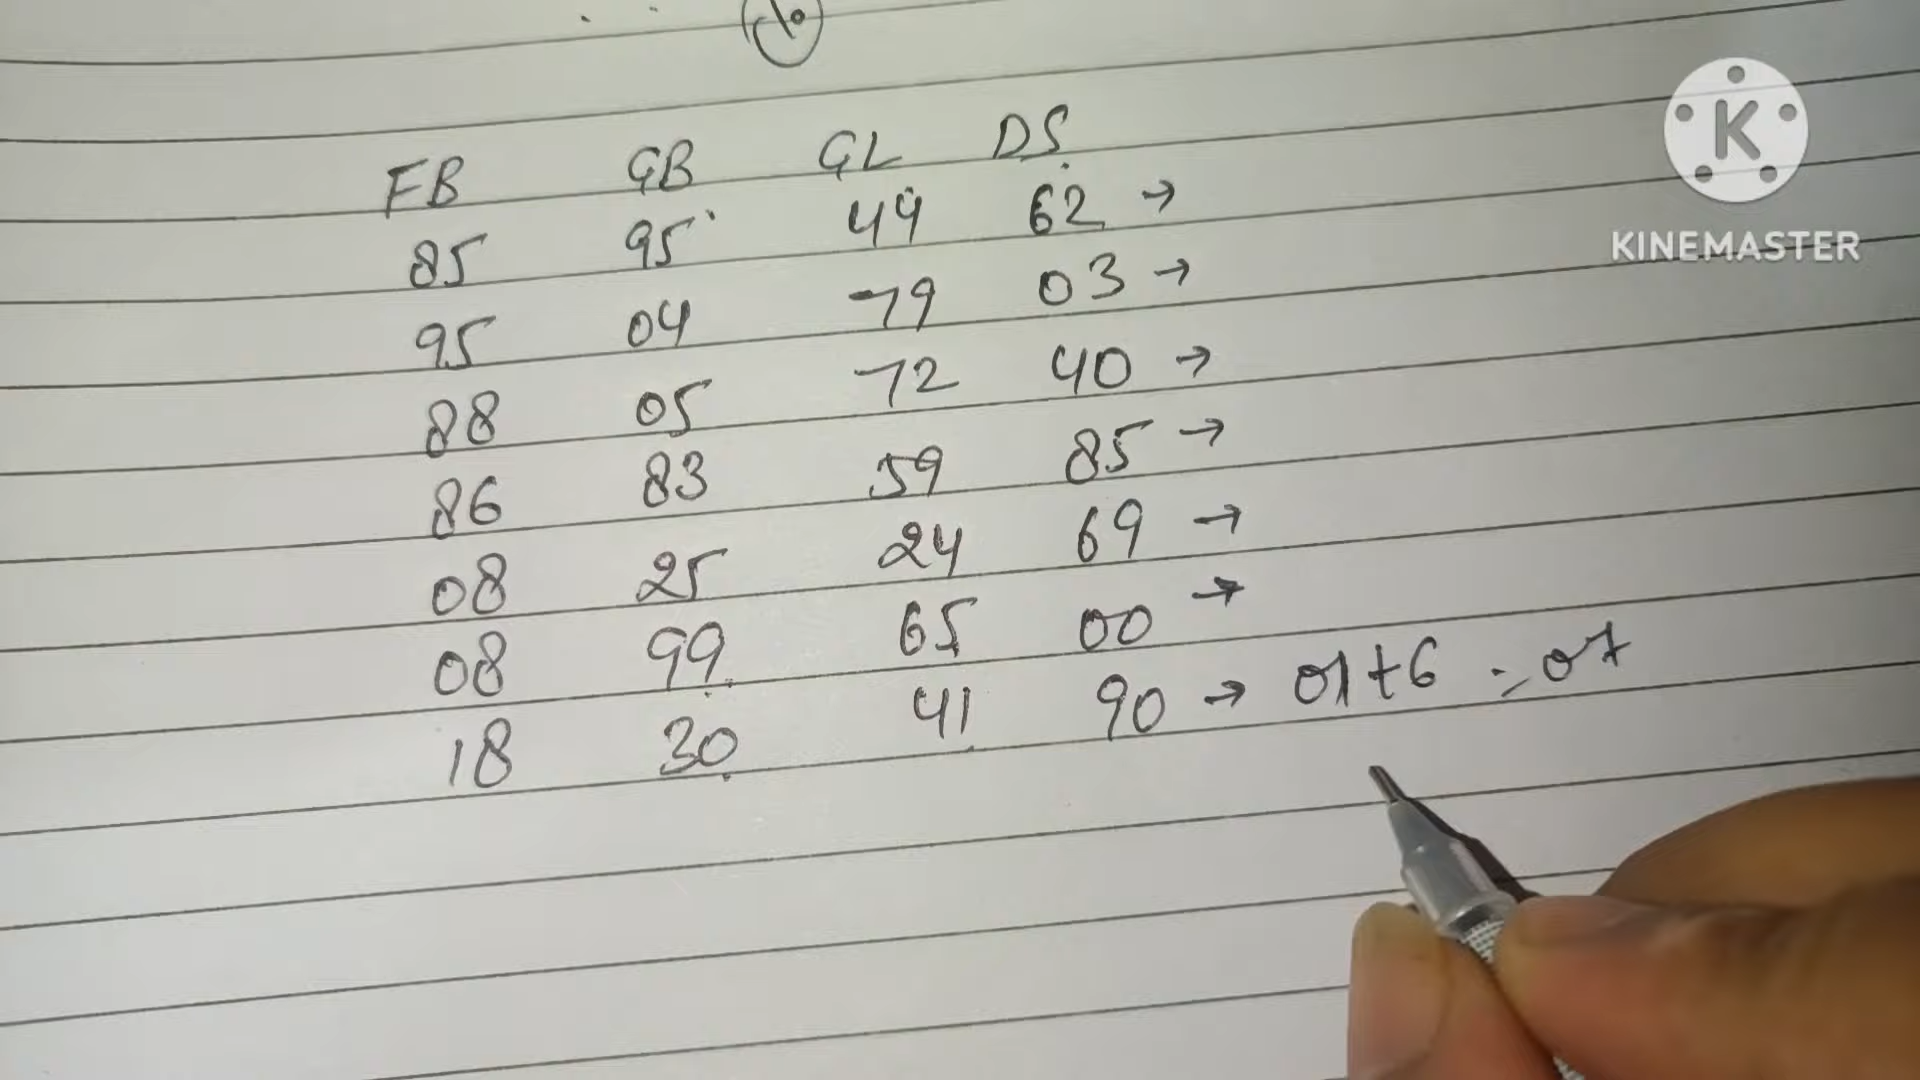 10
FB GB GL DS
85 95 49 62 →
95 04 79 03 →
88 05 72 40 →
86 83 59 85 →
08 25 24 69 →
08 99 65 00 →
18 30 41 90 → 01+6 = 07
K
KINEMASTER